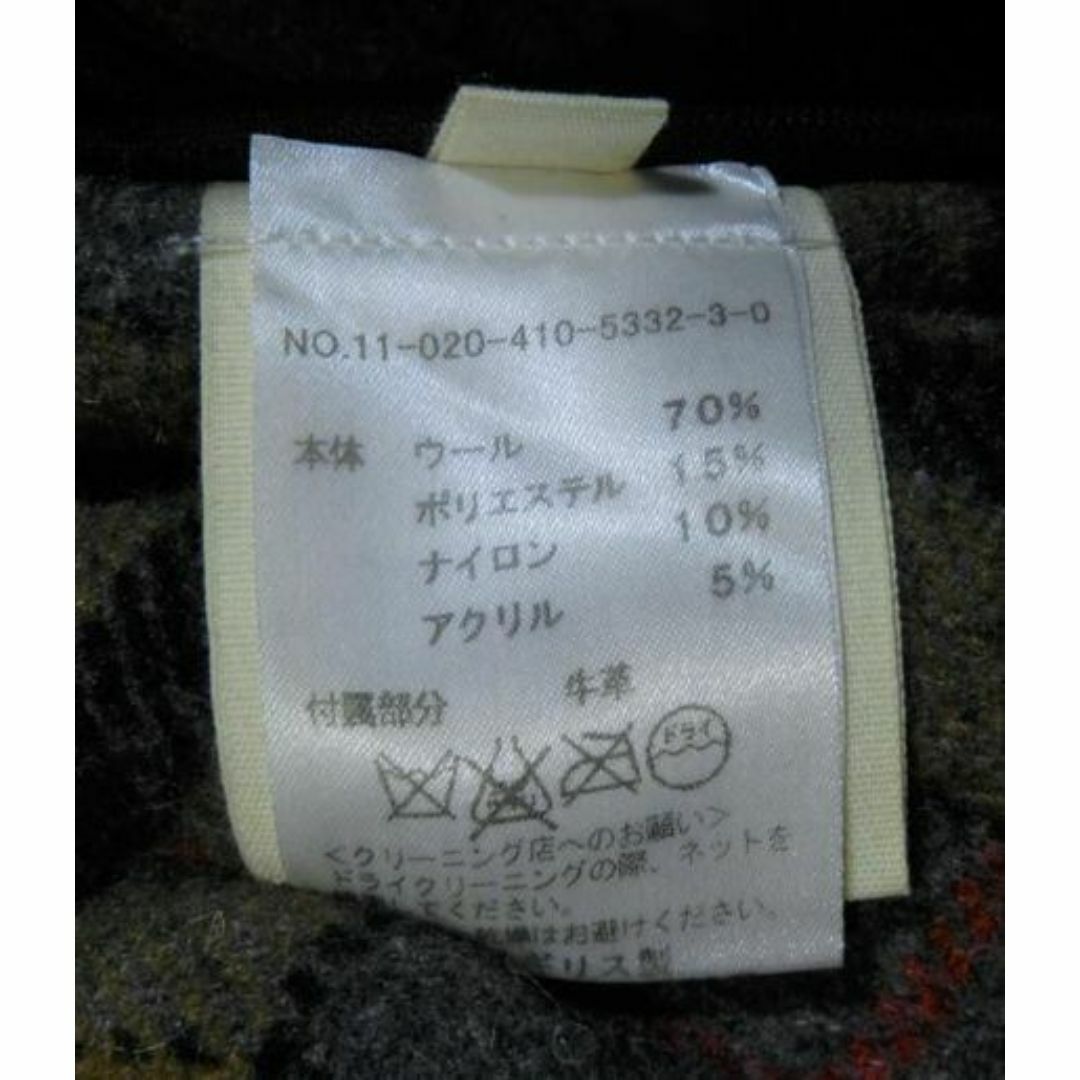 NO.11-020-410-5332-3-0
本体 ウール 70%
ポリエステル 15%
ナイロン 10%
アクリル 5%
付属部分 牛革
ドライ
<クリーニング店へのお願い>
ドライクリーニングの際、ネットを
してください。
乾燥はお避けください。
ギリス製